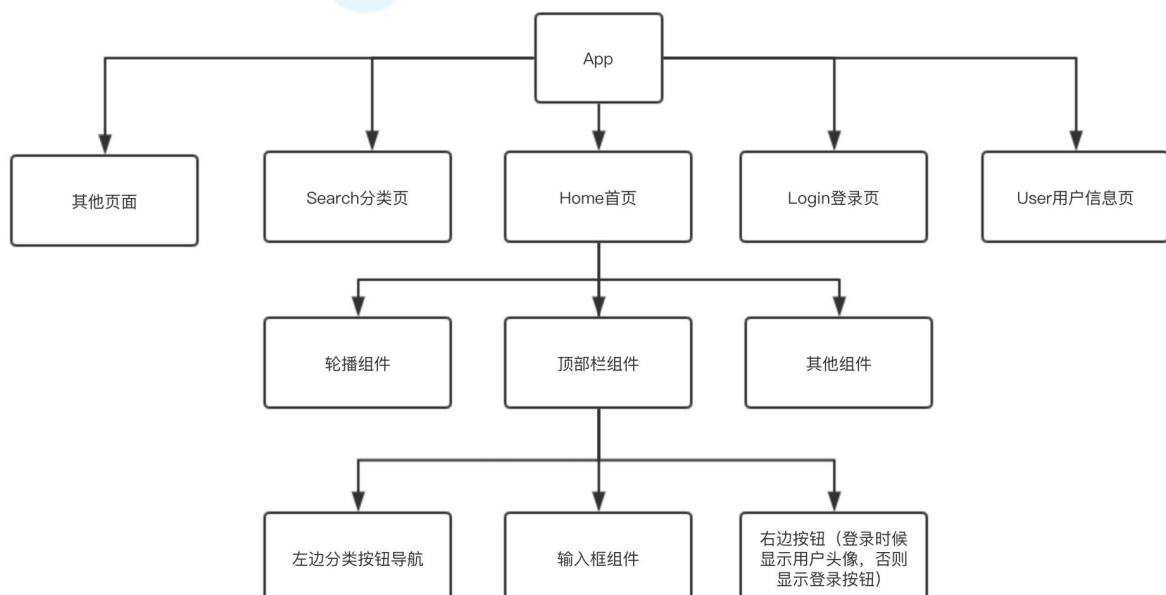 App
其他页面
Search分类页
Home首页
Login登录页
User用户信息页
轮播组件
顶部栏组件
其他组件
左边分类按钮导航
输入框组件
右边按钮（登录时候
显示用户头像，否则
显示登录按钮）